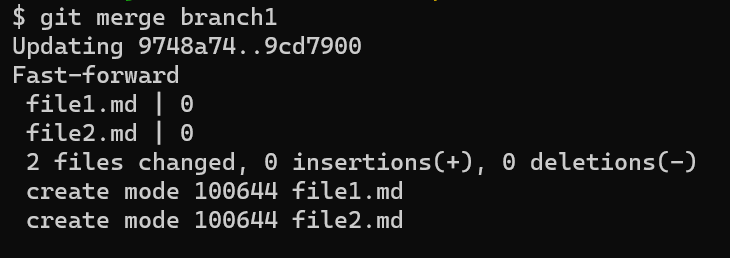 $ git merge branch1
Updating 9748a74..9cd7900
Fast-forward
 file1.md | 0
 file2.md | 0
 2 files changed, 0 insertions(+), 0 deletions(-)
 create mode 100644 file1.md
 create mode 100644 file2.md